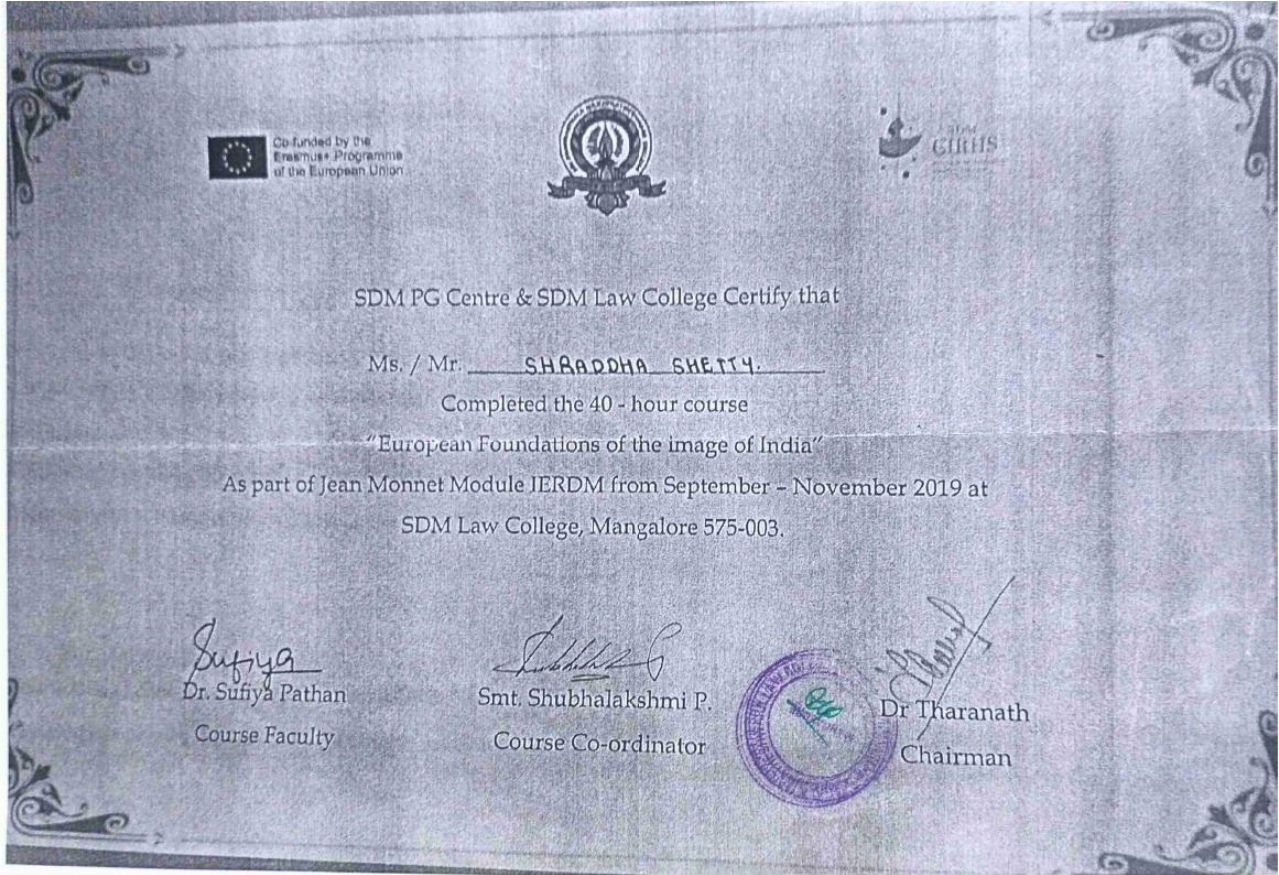 Co-funded by the
Erasmus+ Programme
of the European Union
SDM
CIRHS
SDM PG Centre & SDM Law College Certify that
Ms. / Mr. SHRADDHA SHETTY.
Completed the 40 - hour course
"European Foundations of the image of India"
As part of Jean Monnet Module IERDM from September – November 2019 at
SDM Law College, Mangalore 575-003.
Sufiya
Dr. Sufiya Pathan
Course Faculty
Smt. Shubhalakshmi P.
Course Co-ordinator
Dr Tharanath
Chairman